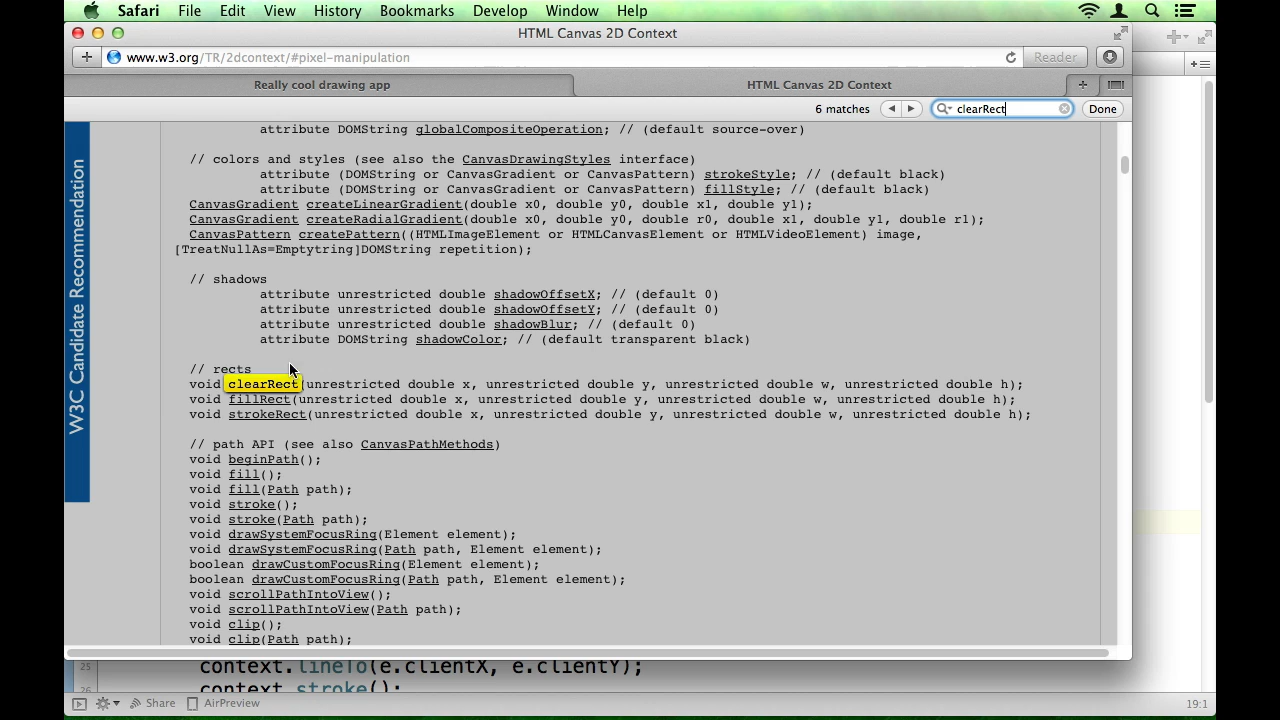 Safari File Edit View History Bookmarks Develop Window Help
HTML Canvas 2D Context
www.w3.org/TR/2dcontext/#pixel-manipulation
Reader
Really cool drawing app
HTML Canvas 2D Context
6 matches
clearRect
Done
W3C Candidate Recommendation
attribute DOMString globalCompositeOperation; // (default source-over)
// colors and styles (see also the CanvasDrawingStyles interface)
attribute (DOMString or CanvasGradient or CanvasPattern) strokeStyle; // (default black)
attribute (DOMString or CanvasGradient or CanvasPattern) fillStyle; // (default black)
CanvasGradient createLinearGradient(double x0, double y0, double x1, double y1);
CanvasGradient createRadialGradient(double x0, double y0, double r0, double x1, double y1, double r1);
CanvasPattern createPattern((HTMLImageElement or HTMLCanvasElement or HTMLVideoElement) image,
[TreatNullAs=Emptytring]DOMString repetition);
// shadows
attribute unrestricted double shadowOffsetX; // (default 0)
attribute unrestricted double shadowOffsetY; // (default 0)
attribute unrestricted double shadowBlur; // (default 0)
attribute DOMString shadowColor; // (default transparent black)
// rects
void clearRect(unrestricted double x, unrestricted double y, unrestricted double w, unrestricted double h);
void fillRect(unrestricted double x, unrestricted double y, unrestricted double w, unrestricted double h);
void strokeRect(unrestricted double x, unrestricted double y, unrestricted double w, unrestricted double h);
// path API (see also CanvasPathMethods)
void beginPath();
void fill();
void fill(Path path);
void stroke();
void stroke(Path path);
void drawSystemFocusRing(Element element);
void drawSystemFocusRing(Path path, Element element);
boolean drawCustomFocusRing(Element element);
boolean drawCustomFocusRing(Path path, Element element);
void scrollPathIntoView();
void scrollPathIntoView(Path path);
void clip();
void clip(Path path);
25 context.lineTo(e.clientX, e.clientY);
26 context.stroke();
Share AirPreview
19:1